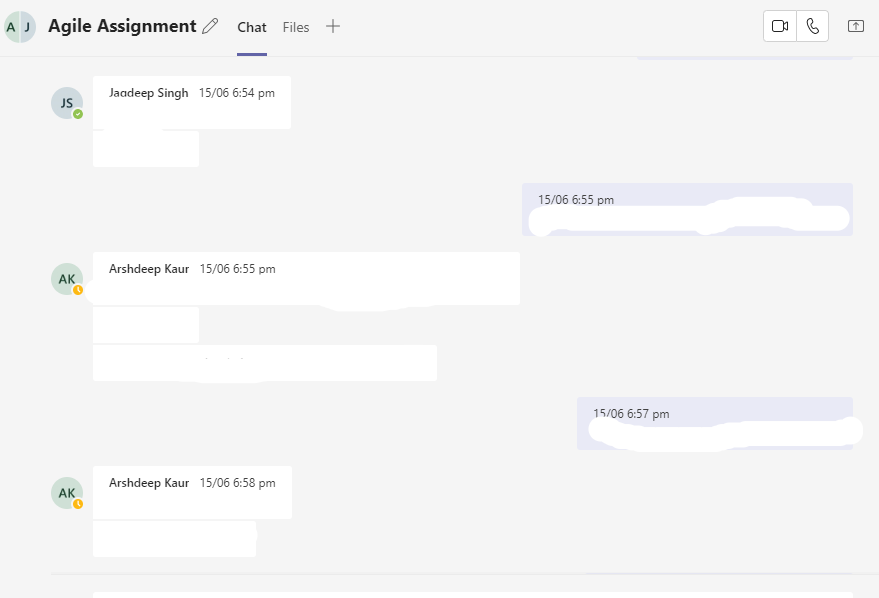 A J Agile Assignment Chat Files
JS Jagdeep Singh 15/06 6:54 pm
15/06 6:55 pm
AK Arshdeep Kaur 15/06 6:55 pm
15/06 6:57 pm
AK Arshdeep Kaur 15/06 6:58 pm